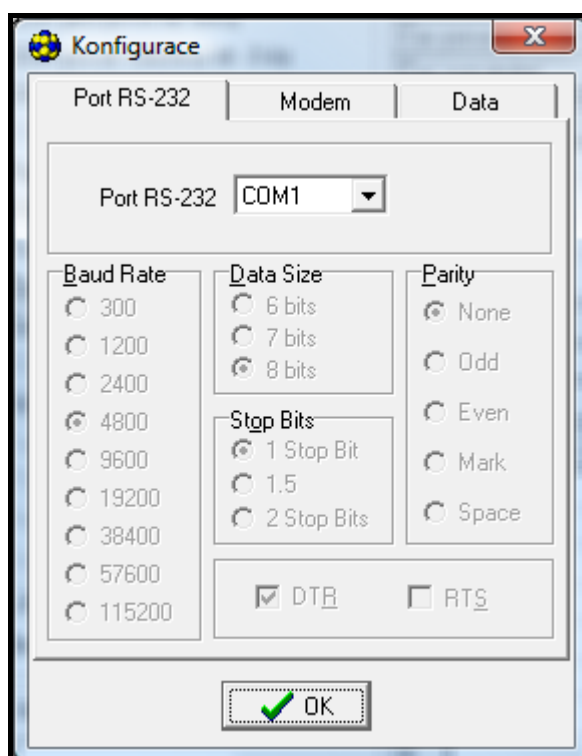 Konfigurace
Port RS-232
Modem
Data
Port RS-232
COM1
Baud Rate
300
1200
2400
4800
9600
19200
38400
57600
115200
Data Size
6 bits
7 bits
8 bits
Stop Bits
1 Stop Bit
1.5
2 Stop Bits
Parity
None
Odd
Even
Mark
Space
DTR
RTS
OK